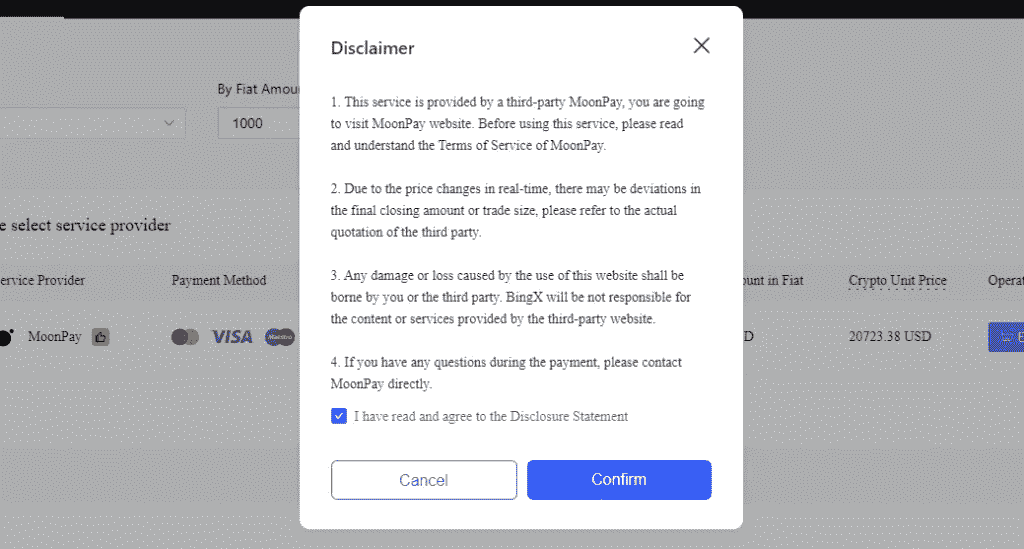 Disclaimer
By Fiat Amou
1000
1. This service is provided by a third-party MoonPay, you are going
to visit MoonPay website. Before using this service, please read
and understand the Terms of Service of MoonPay.
2. Due to the price changes in real-time, there may be deviations in
the final closing amount or trade size, please refer to the actual
quotation of the third party.
3. Any damage or loss caused by the use of this website shall be
borne by you or the third party. BingX will be not responsible for
the content or services provided by the third-party website.
4. If you have any questions during the payment, please contact
MoonPay directly.
I have read and agree to the Disclosure Statement
Cancel
Confirm
e select service provider
ervice Provider
Payment Method
ount in Fiat
Crypto Unit Price
Operat
MoonPay
VISA
Maestro
D
20723.38 USD